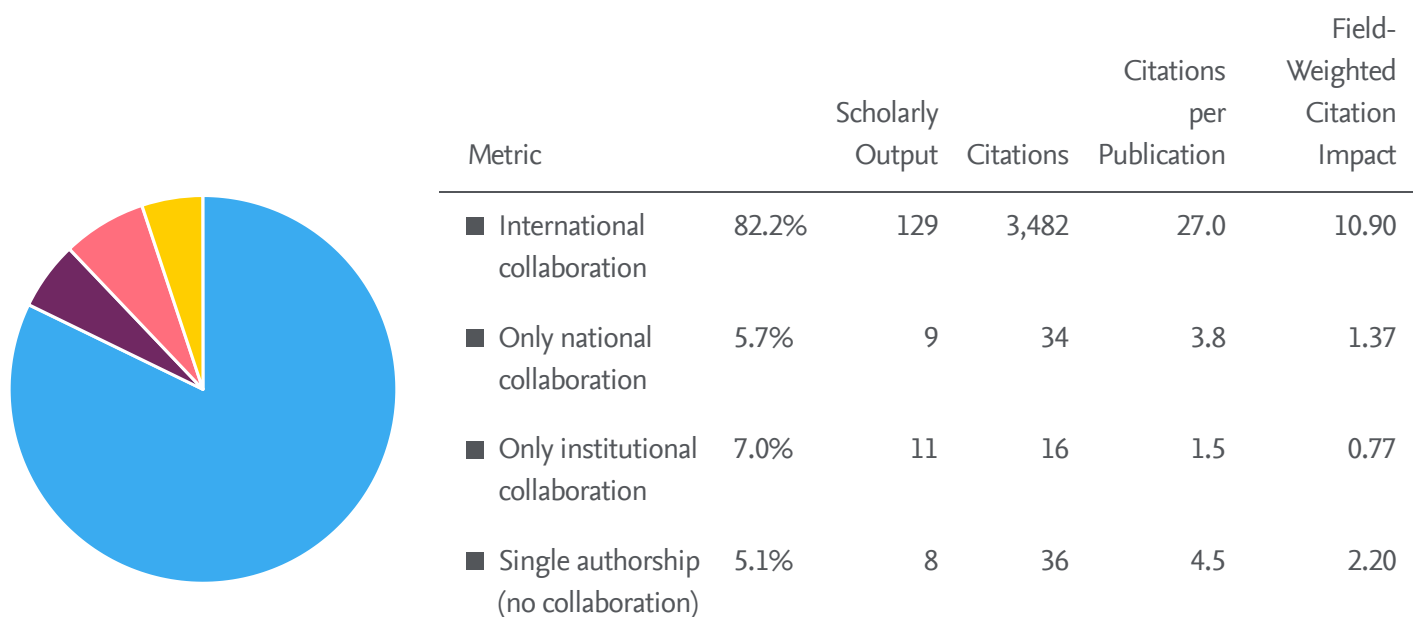 Metric Scholarly Output Citations Citations per Publication Field-Weighted Citation Impact
International collaboration 82.2% 129 3,482 27.0 10.90
Only national collaboration 5.7% 9 34 3.8 1.37
Only institutional collaboration 7.0% 11 16 1.5 0.77
Single authorship (no collaboration) 5.1% 8 36 4.5 2.20